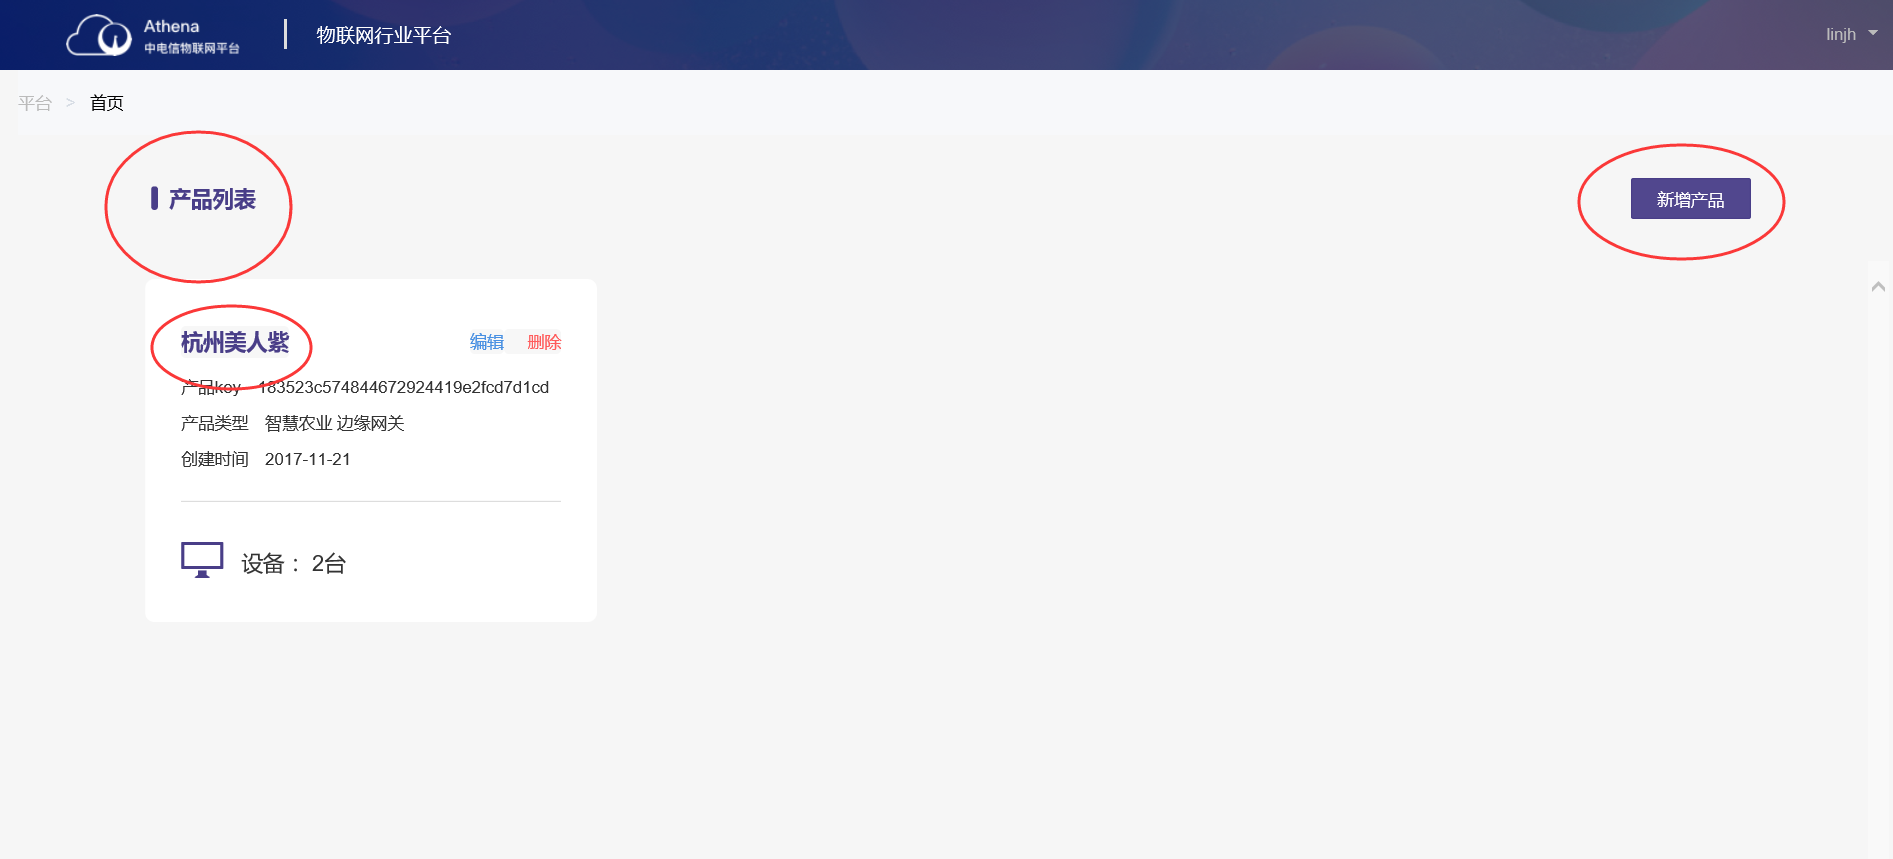 Athena
中电信物联网平台
物联网行业平台
linjh
平台 > 首页
产品列表
新增产品
杭州美人紫
编辑 删除
产品key 183523c574844672924419e2fcd7d1cd
产品类型 智慧农业 边缘网关
创建时间 2017-11-21
设备： 2台